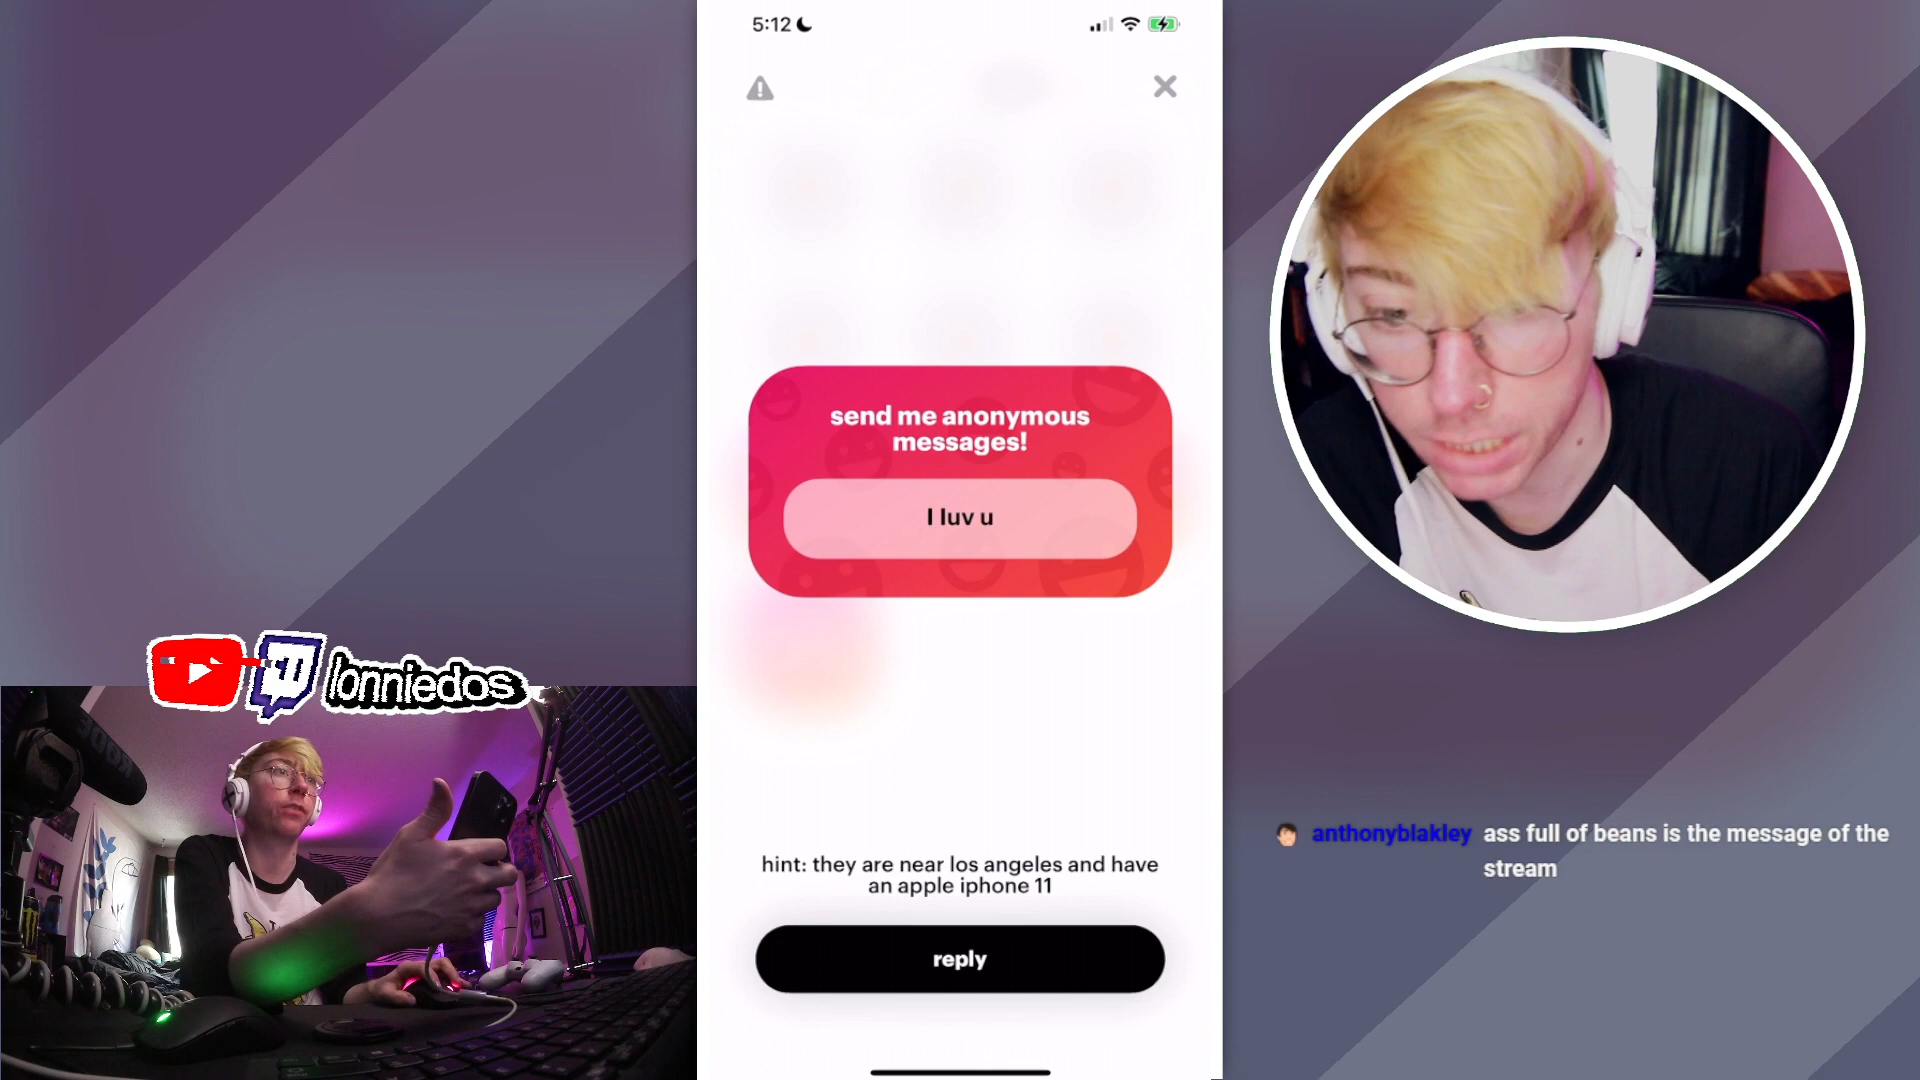 5:12
send me anonymous
messages!
I luv u
hint: they are near los angeles and have
an apple iphone 11
reply
lonniedos
RODE
anthonyblakley ass full of beans is the message of the
stream